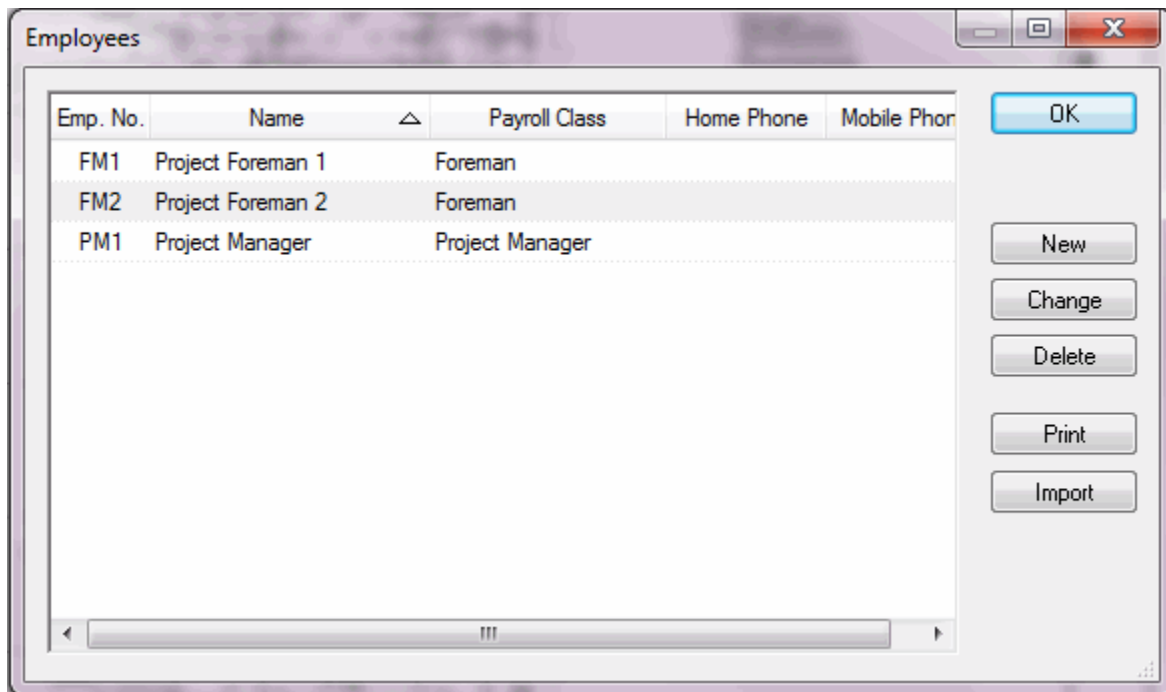 Employees
Emp. No. Name Payroll Class Home Phone Mobile Phon
FM1 Project Foreman 1 Foreman
FM2 Project Foreman 2 Foreman
PM1 Project Manager Project Manager
OK
New
Change
Delete
Print
Import